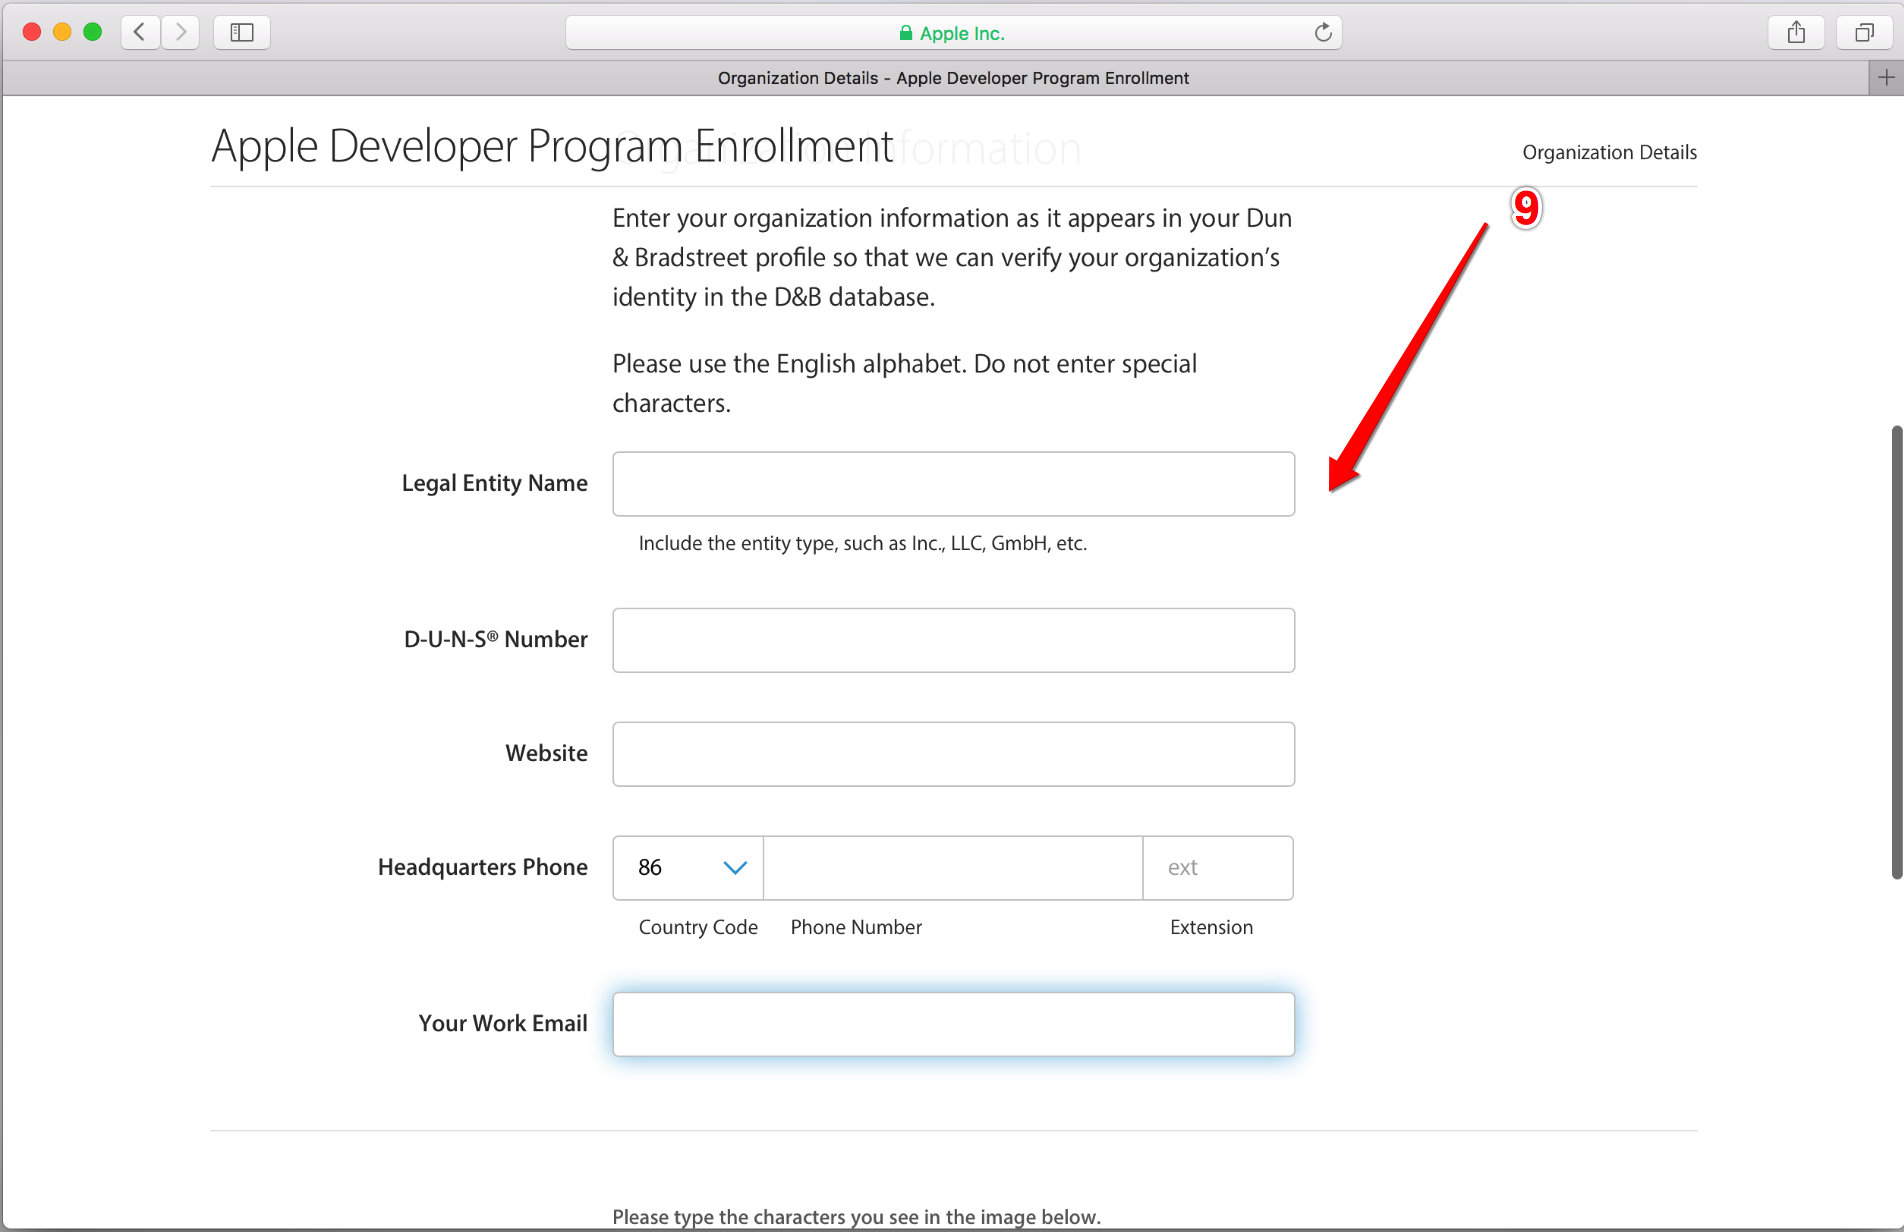 Apple Inc.
Organization Details - Apple Developer Program Enrollment
Apple Developer Program Enrollment
Organization Information
Organization Details
9
Enter your organization information as it appears in your Dun
& Bradstreet profile so that we can verify your organization’s
identity in the D&B database.
Please use the English alphabet. Do not enter special
characters.
Legal Entity Name
Include the entity type, such as Inc., LLC, GmbH, etc.
D-U-N-S® Number
Website
Headquarters Phone
86
ext
Country Code
Phone Number
Extension
Your Work Email
Please type the characters you see in the image below.